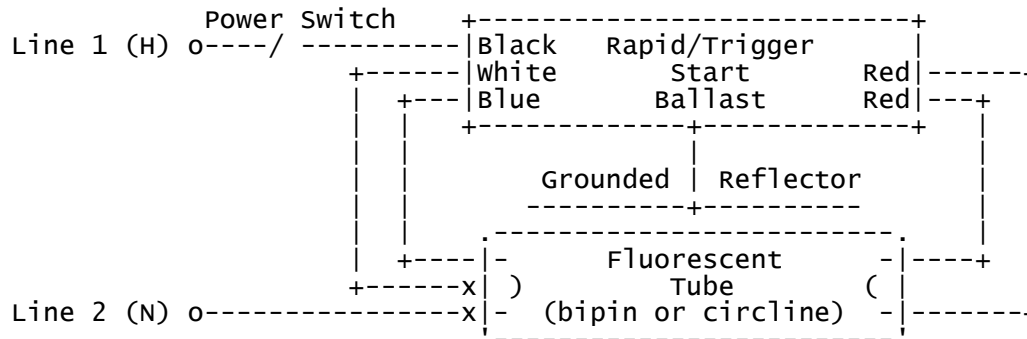 Power Switch
Line 1 (H) o----/ ----------|Black Rapid/Trigger |
+------|White Start Red|------+
| +---|Blue Ballast Red|---+
Grounded | Reflector
| +----|- Fluorescent -|----+
+------x| ) Tube ( |
Line 2 (N) o----------------x|- (bipin or circline) -|-------